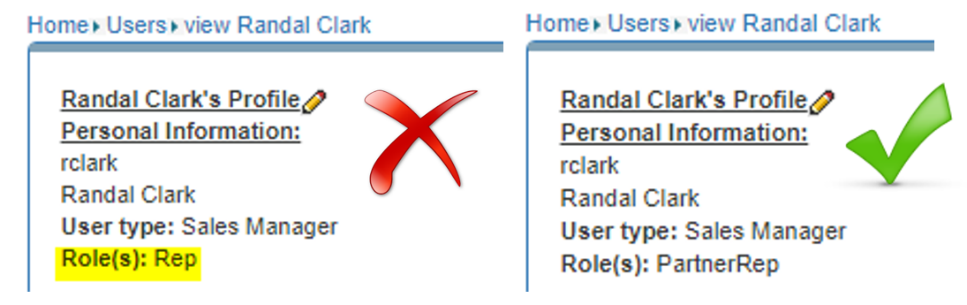 Home▸Users▸view Randal Clark
Randal Clark's Profile
Personal Information:
rclark
Randal Clark
User type: Sales Manager
Role(s): Rep
Home▸Users▸view Randal Clark
Randal Clark's Profile
Personal Information:
rclark
Randal Clark
User type: Sales Manager
Role(s): PartnerRep